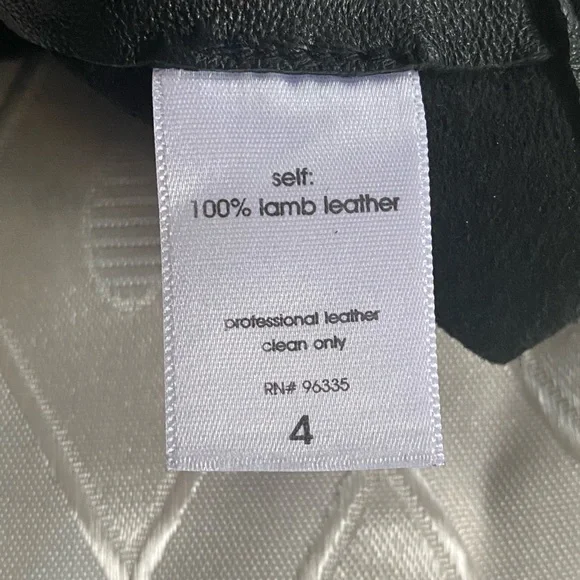 self:
100% lamb leather
professional leather
clean only
RN# 96335
4